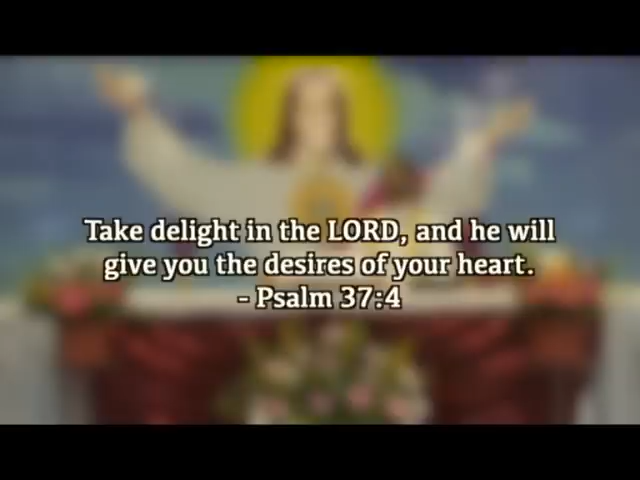 Take delight in the LORD, and he will
give you the desires of your heart.
- Psalm 37:4